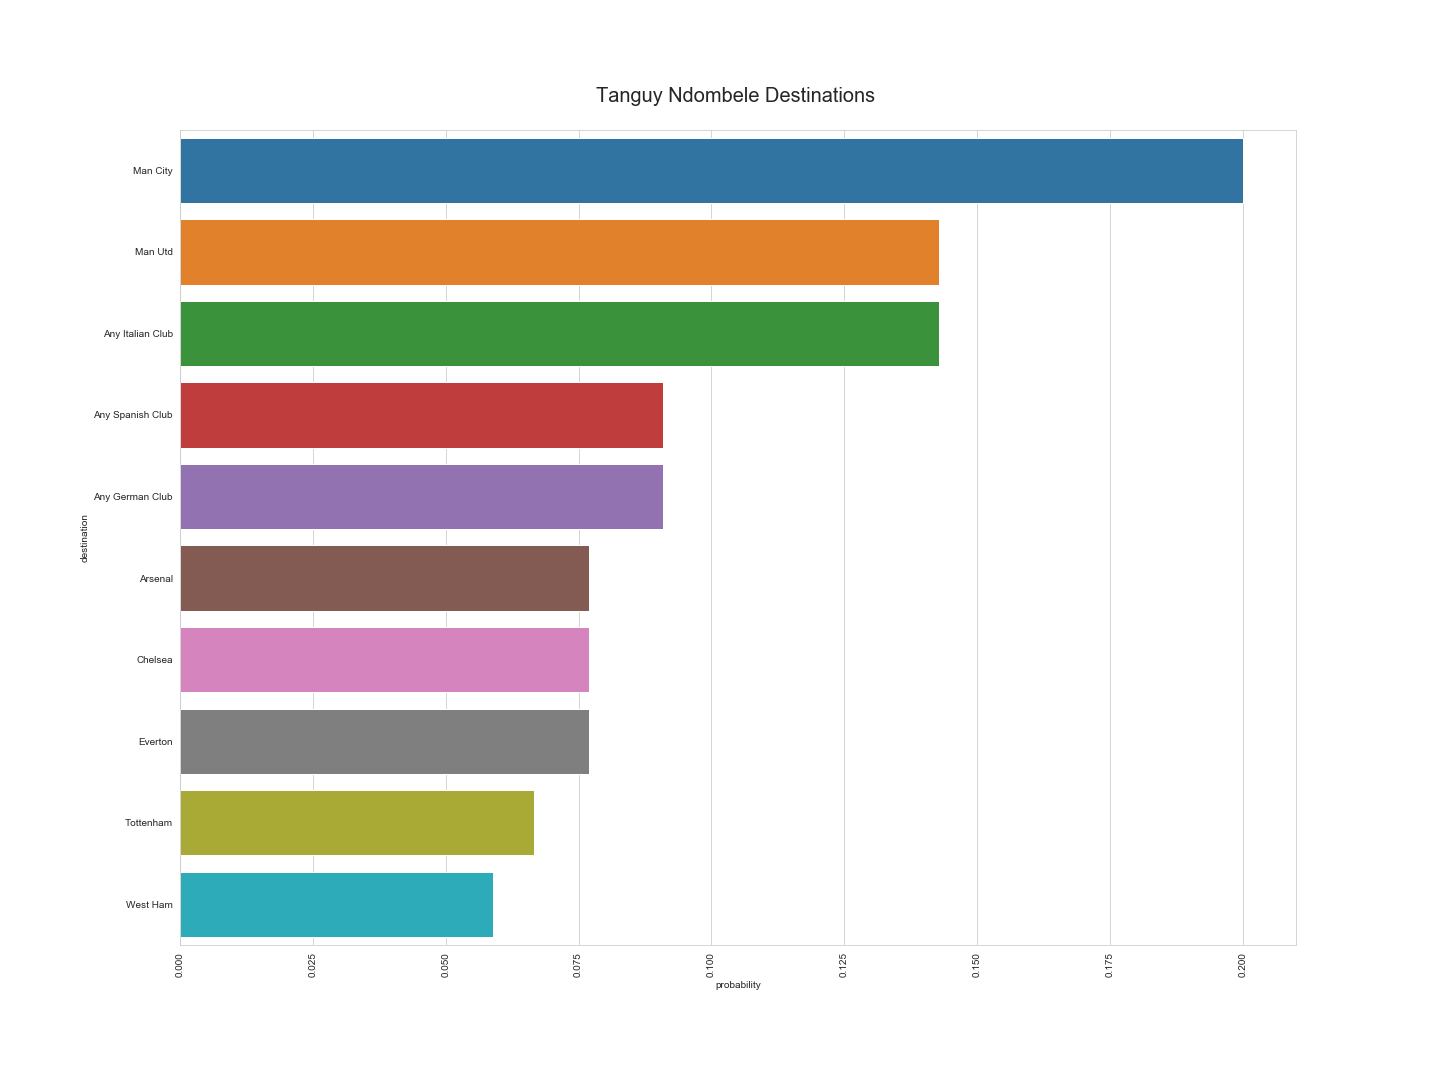 Tanguy Ndombele Destinations
Man City
Man Utd
Any Italian Club
Any Spanish Club
Any German Club
Arsenal
Chelsea
Everton
Tottenham
West Ham
destination
0.000
0.025
0.050
0.075
0.100
0.125
0.150
0.175
0.200
probability